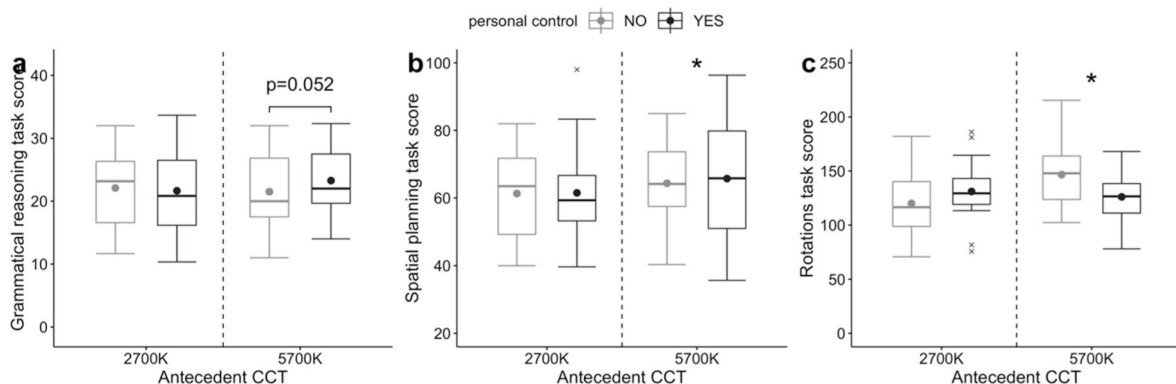 personal control NO YES
a
Grammatical reasoning task score
40
30
20
10
0
p=0.052
2700K 5700K
Antecedent CCT
b
Spatial planning task score
100
80
60
40
20
*
2700K 5700K
Antecedent CCT
c
Rotations task score
250
200
150
100
50
0
*
2700K 5700K
Antecedent CCT